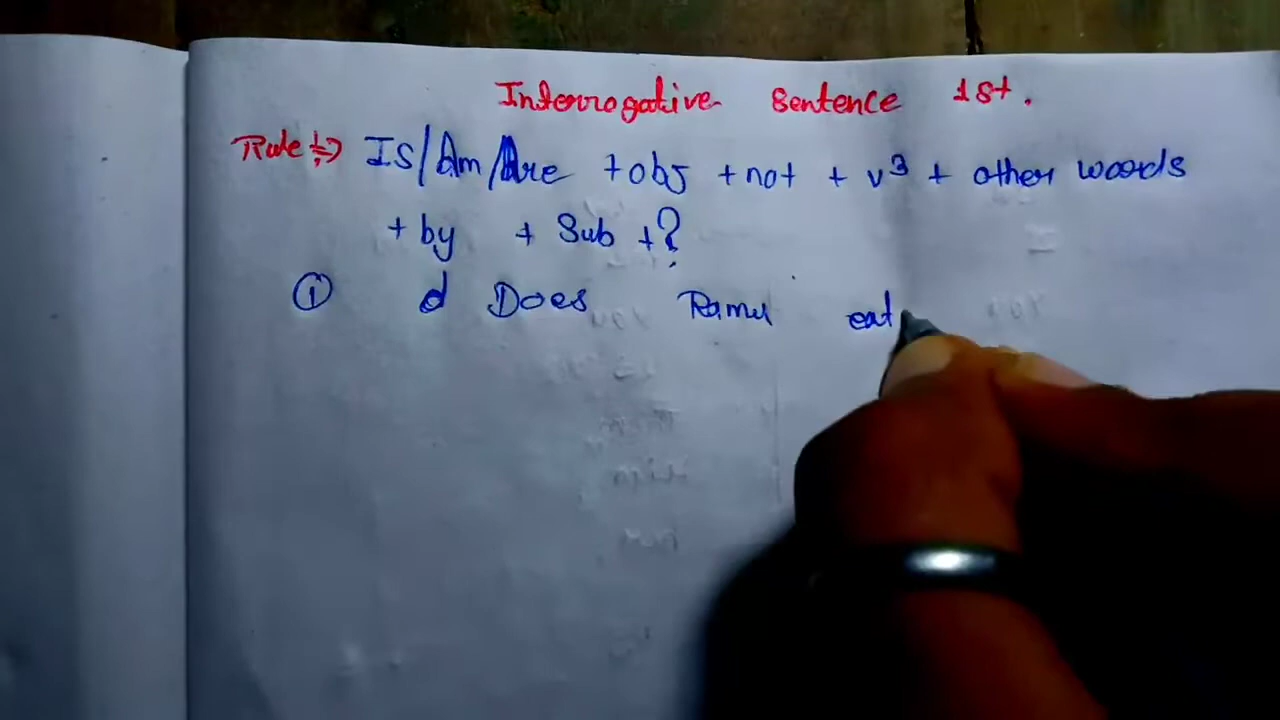 Interrogative Sentence 1st.
Rule :-> Is/Am/Are + obj + not + v3 + other words
+ by + Sub + ?
① d Does Ramu eat